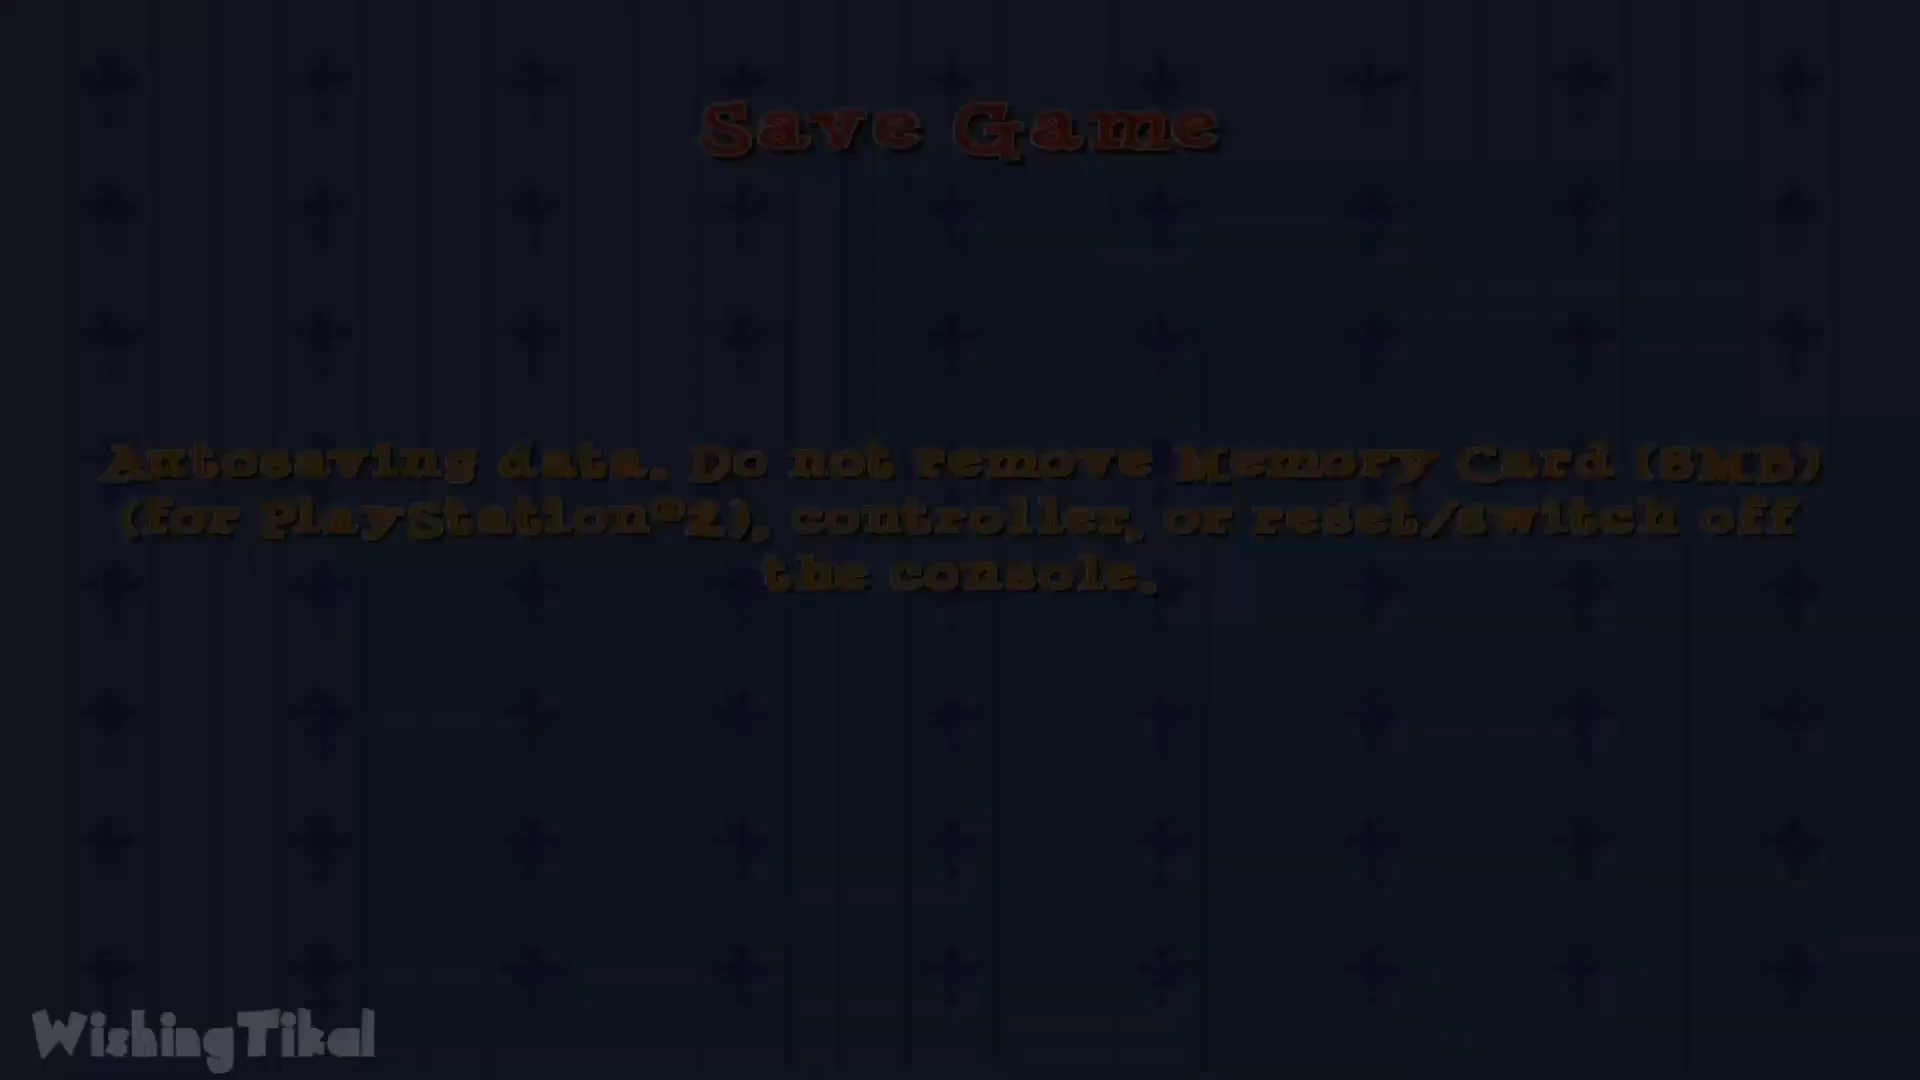 Save Game
Autosaving data. Do not remove Memory Card (8MB)
(for PlayStation®2), controller, or reset/switch off
the console.
WishingTikal